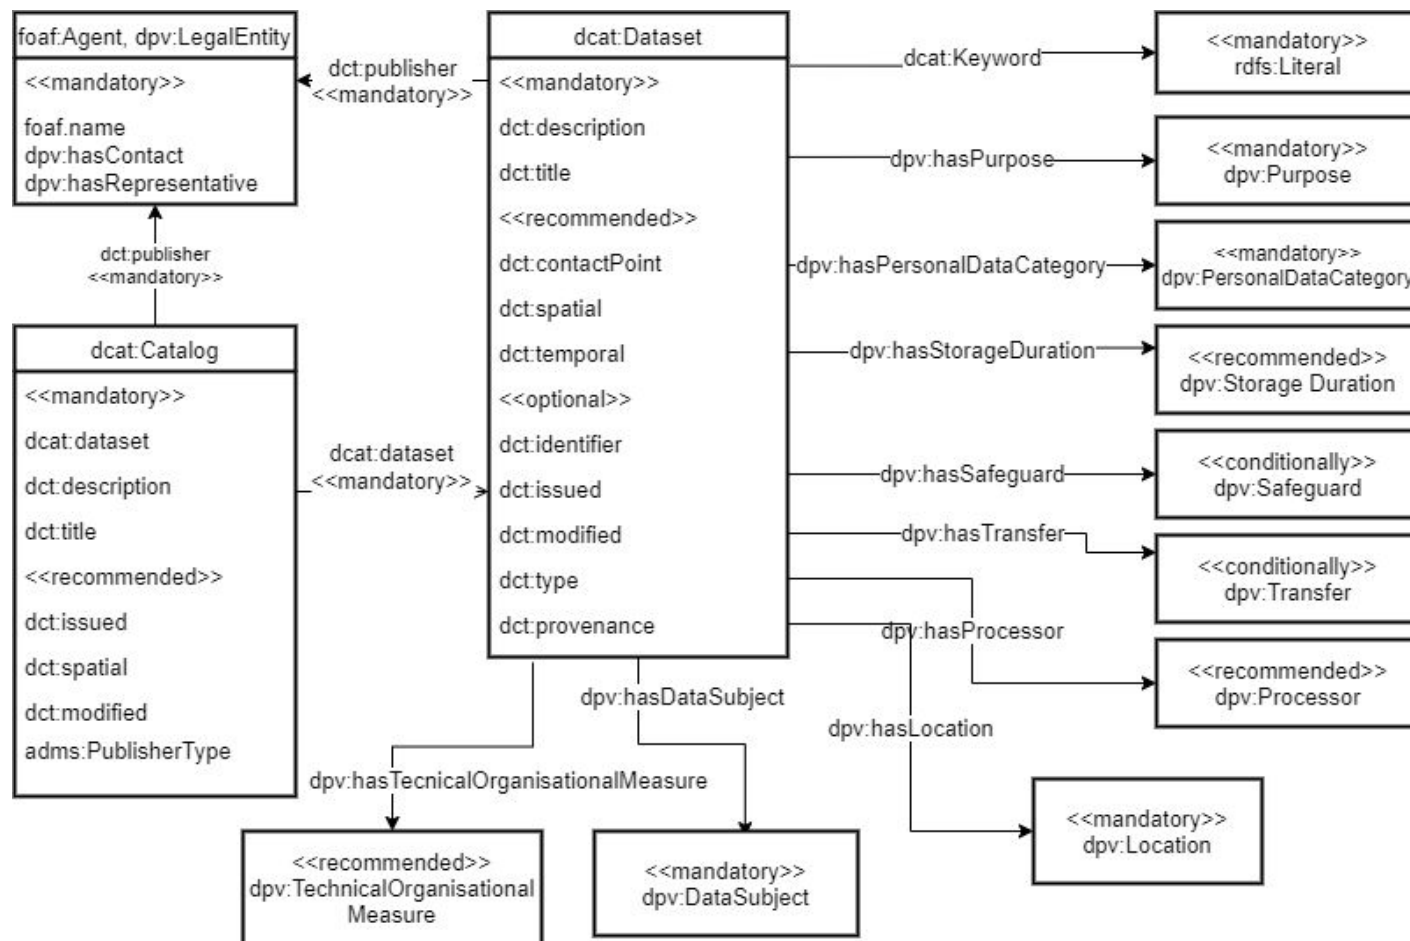 foaf:Agent, dpv:LegalEntity
<<mandatory>>
foaf.name
dpv:hasContact
dpv:hasRepresentative
dct:publisher
<<mandatory>>
dct:publisher
<<mandatory>>
dcat:Catalog
<<mandatory>>
dcat:dataset
dct:description
dct:title
<<recommended>>
dct:issued
dct:spatial
dct:modified
adms:PublisherType
dcat:dataset
<<mandatory>>
dcat:Dataset
<<mandatory>>
dct:description
dct:title
<<recommended>>
dct:contactPoint
dct:spatial
dct:temporal
<<optional>>
dct:identifier
dct:issued
dct:modified
dct:type
dct:provenance
dcat:Keyword
<<mandatory>>
rdfs:Literal
dpv:hasPurpose
<<mandatory>>
dpv:Purpose
dpv:hasPersonalDataCategory
<<mandatory>>
dpv:PersonalDataCategory
dpv:hasStorageDuration
<<recommended>>
dpv:Storage Duration
dpv:hasSafeguard
<<conditionally>>
dpv:Safeguard
dpv:hasTransfer
<<conditionally>>
dpv:Transfer
dpv:hasProcessor
<<recommended>>
dpv:Processor
dpv:hasLocation
<<mandatory>>
dpv:Location
dpv:hasDataSubject
<<mandatory>>
dpv:DataSubject
dpv:hasTecnicalOrganisationalMeasure
<<recommended>>
dpv:TechnicalOrganisational
Measure